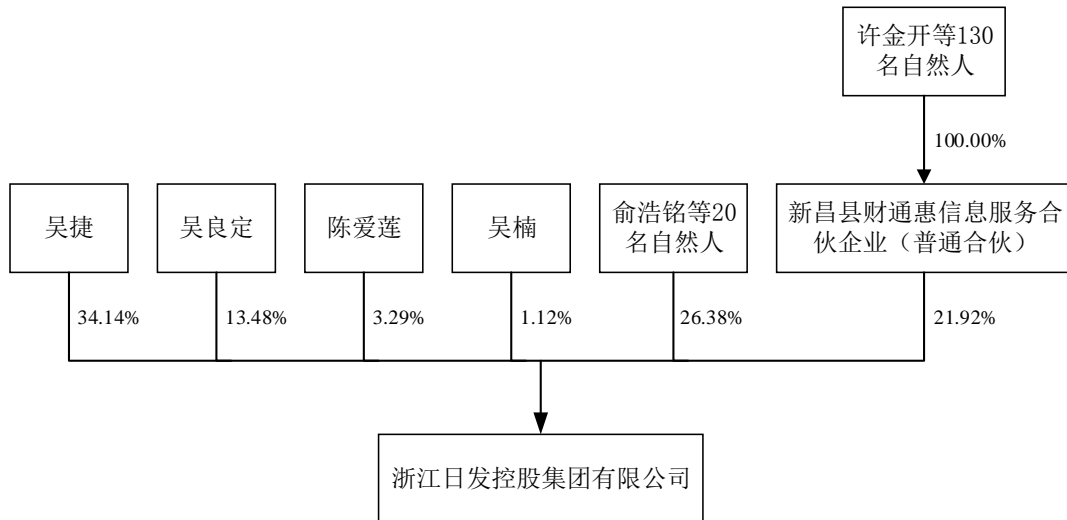 许金开等130
名自然人
100.00%
吴捷
吴良定
陈爱莲
吴楠
俞浩铭等20
名自然人
新昌县财通惠信息服务合
伙企业（普通合伙）
34.14%
13.48%
3.29%
1.12%
26.38%
21.92%
浙江日发控股集团有限公司